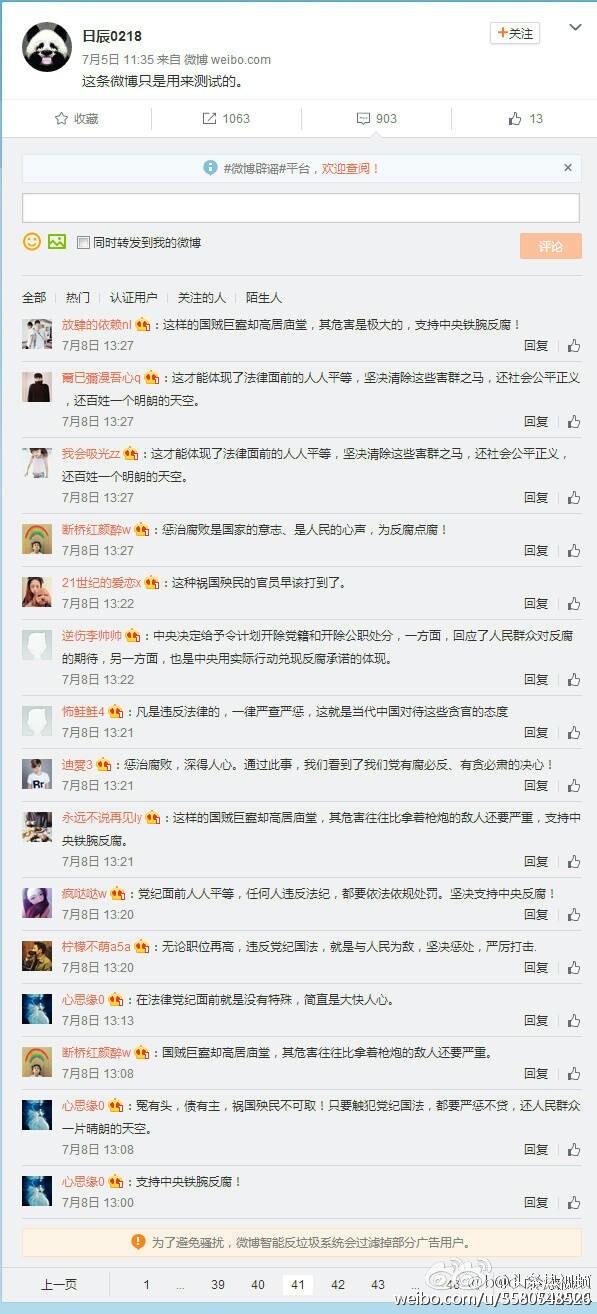 日辰0218
+关注
7月5日 11:35 来自 微博 weibo.com
这条微博只是用来测试的。
收藏 1063 903 13
#微博辟谣#平台，欢迎查阅！ ×
同时转发到我的微博 评论
全部 热门 认证用户 关注的人 陌生人
放肆的依赖nl：这样的国贼巨蠹却高居庙堂，其危害是极大的，支持中央铁腕反腐！
7月8日 13:27 回复
薾巳彌漫吾心q：这才能体现了法律面前的人人平等，坚决清除这些害群之马，还社会公平正义
，还百姓一个明朗的天空。
7月8日 13:27 回复
我会吸光zz：这才能体现了法律面前的人人平等，坚决清除这些害群之马，还社会公平正义，
还百姓一个明朗的天空。
7月8日 13:27 回复
断桥红颜醉w：惩治腐败是国家的意志、是人民的心声，为反腐点腐！
7月8日 13:27 回复
21世纪的爱恋x：这种祸国殃民的官员早该打到了。
7月8日 13:22 回复
逆伤李帅帅：中央决定给予令计划开除党籍和开除公职处分，一方面，回应了人民群众对反腐
的期待，另一方面，也是中央用实际行动兑现反腐承诺的体现。
7月8日 13:22 回复
怖鲑鲑4：凡是违反法律的，一律严查严惩，这就是当代中国对待这些贪官的态度
7月8日 13:21 回复
迪愛3：惩治腐败，深得人心。通过此事，我们看到了我们党有腐必反、有贪必肃的决心！
7月8日 13:21 回复
永远不说再见ly：这样的国贼巨蠹却高居庙堂，其危害往往比拿着枪炮的敌人还要严重，支持中
央铁腕反腐。
7月8日 13:21 回复
疯哒哒w：党纪面前人人平等，任何人违反法纪，都要依法依规处罚。坚决支持中央反腐！
7月8日 13:20 回复
柠檬不萌a5a：无论职位再高，违反党纪国法，就是与人民为敌，坚决惩处，严厉打击.
7月8日 13:20 回复
心思缘0：在法律党纪面前就是没有特殊，简直是大快人心。
7月8日 13:13 回复
断桥红颜醉w：国贼巨蠹却高居庙堂，其危害往往比拿着枪炮的敌人还要严重。
7月8日 13:08 回复
心思缘0：冤有头，债有主，祸国殃民不可取！只要触犯党纪国法，都要严惩不贷，还人民群众
一片晴朗的天空。
7月8日 13:08 回复
心思缘0：支持中央铁腕反腐！
7月8日 13:00 回复
为了避免骚扰，微博智能反垃圾系统会过滤掉部分广告用户。
上一页 1 ... 39 40 41 42 43